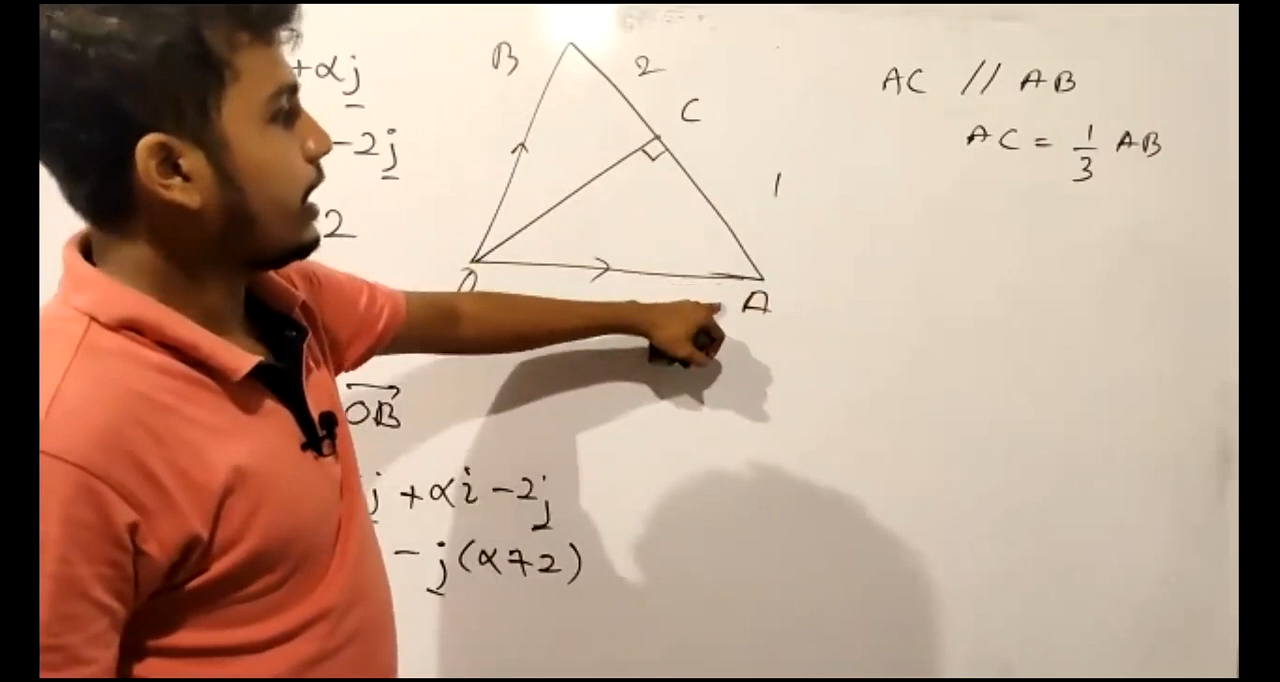 +αj
-2j
2
B
2
C
1
A
AC // AB
AC = 1/3 AB
OB
j + αi - 2j
- j(α+2)